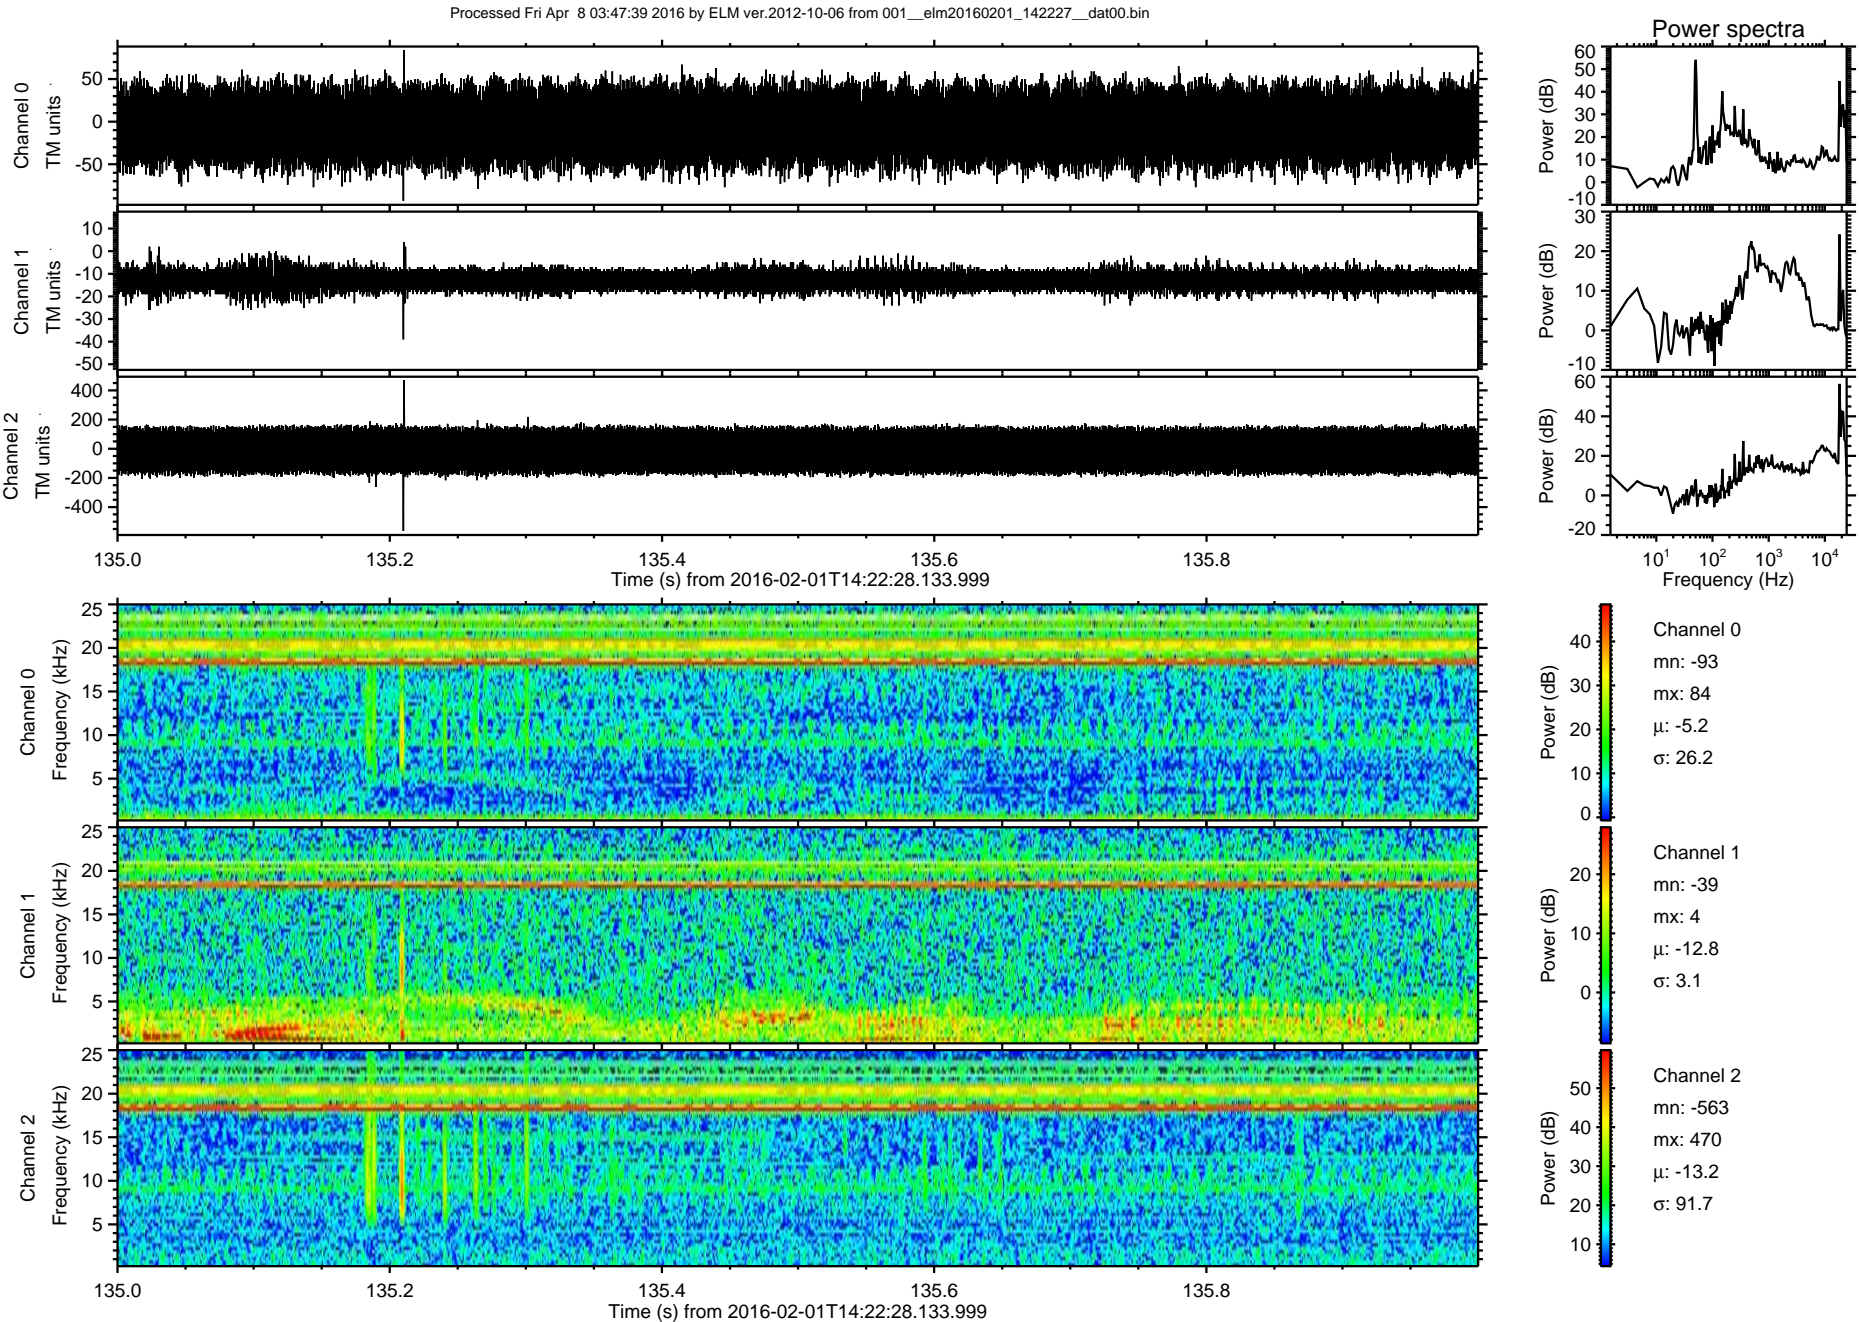 Processed Fri Apr  8 03:47:39 2016 by ELM ver.2012-10-06 from 001__elm20160201_142227__dat00.bin
Power spectra
Channel 0
TM units
50
0
-50
Power (dB)
60
50
40
30
20
10
0
-10
Channel 1
TM units
10
0
-10
-20
-30
-40
-50
Power (dB)
30
20
10
0
-10
Channel 2
TM units
400
200
0
-200
-400
Power (dB)
60
40
20
0
-20
135.0 135.2 135.4 135.6 135.8
Time (s) from 2016-02-01T14:22:28.133.999
10^1 10^2 10^3 10^4
Frequency (Hz)
Channel 0
Frequency (kHz)
25
20
15
10
5
Power (dB)
40
30
20
10
0
Channel 0
mn: -93
mx: 84
µ: -5.2
σ: 26.2
Channel 1
Frequency (kHz)
25
20
15
10
5
Power (dB)
20
10
0
Channel 1
mn: -39
mx: 4
µ: -12.8
σ: 3.1
Channel 2
Frequency (kHz)
25
20
15
10
5
Power (dB)
50
40
30
20
10
Channel 2
mn: -563
mx: 470
µ: -13.2
σ: 91.7
135.0 135.2 135.4 135.6 135.8
Time (s) from 2016-02-01T14:22:28.133.999